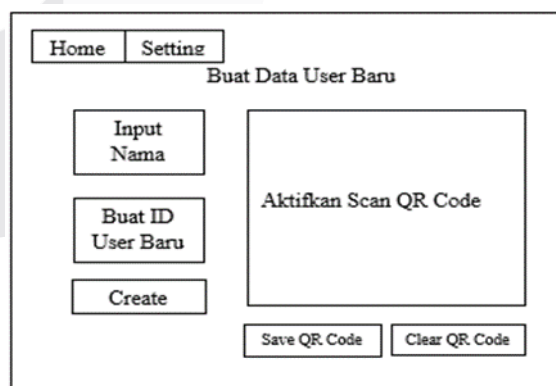 Home Setting
Buat Data User Baru
Input
Nama
Aktifkan Scan QR Code
Buat ID
User Baru
Create
Save QR Code Clear QR Code